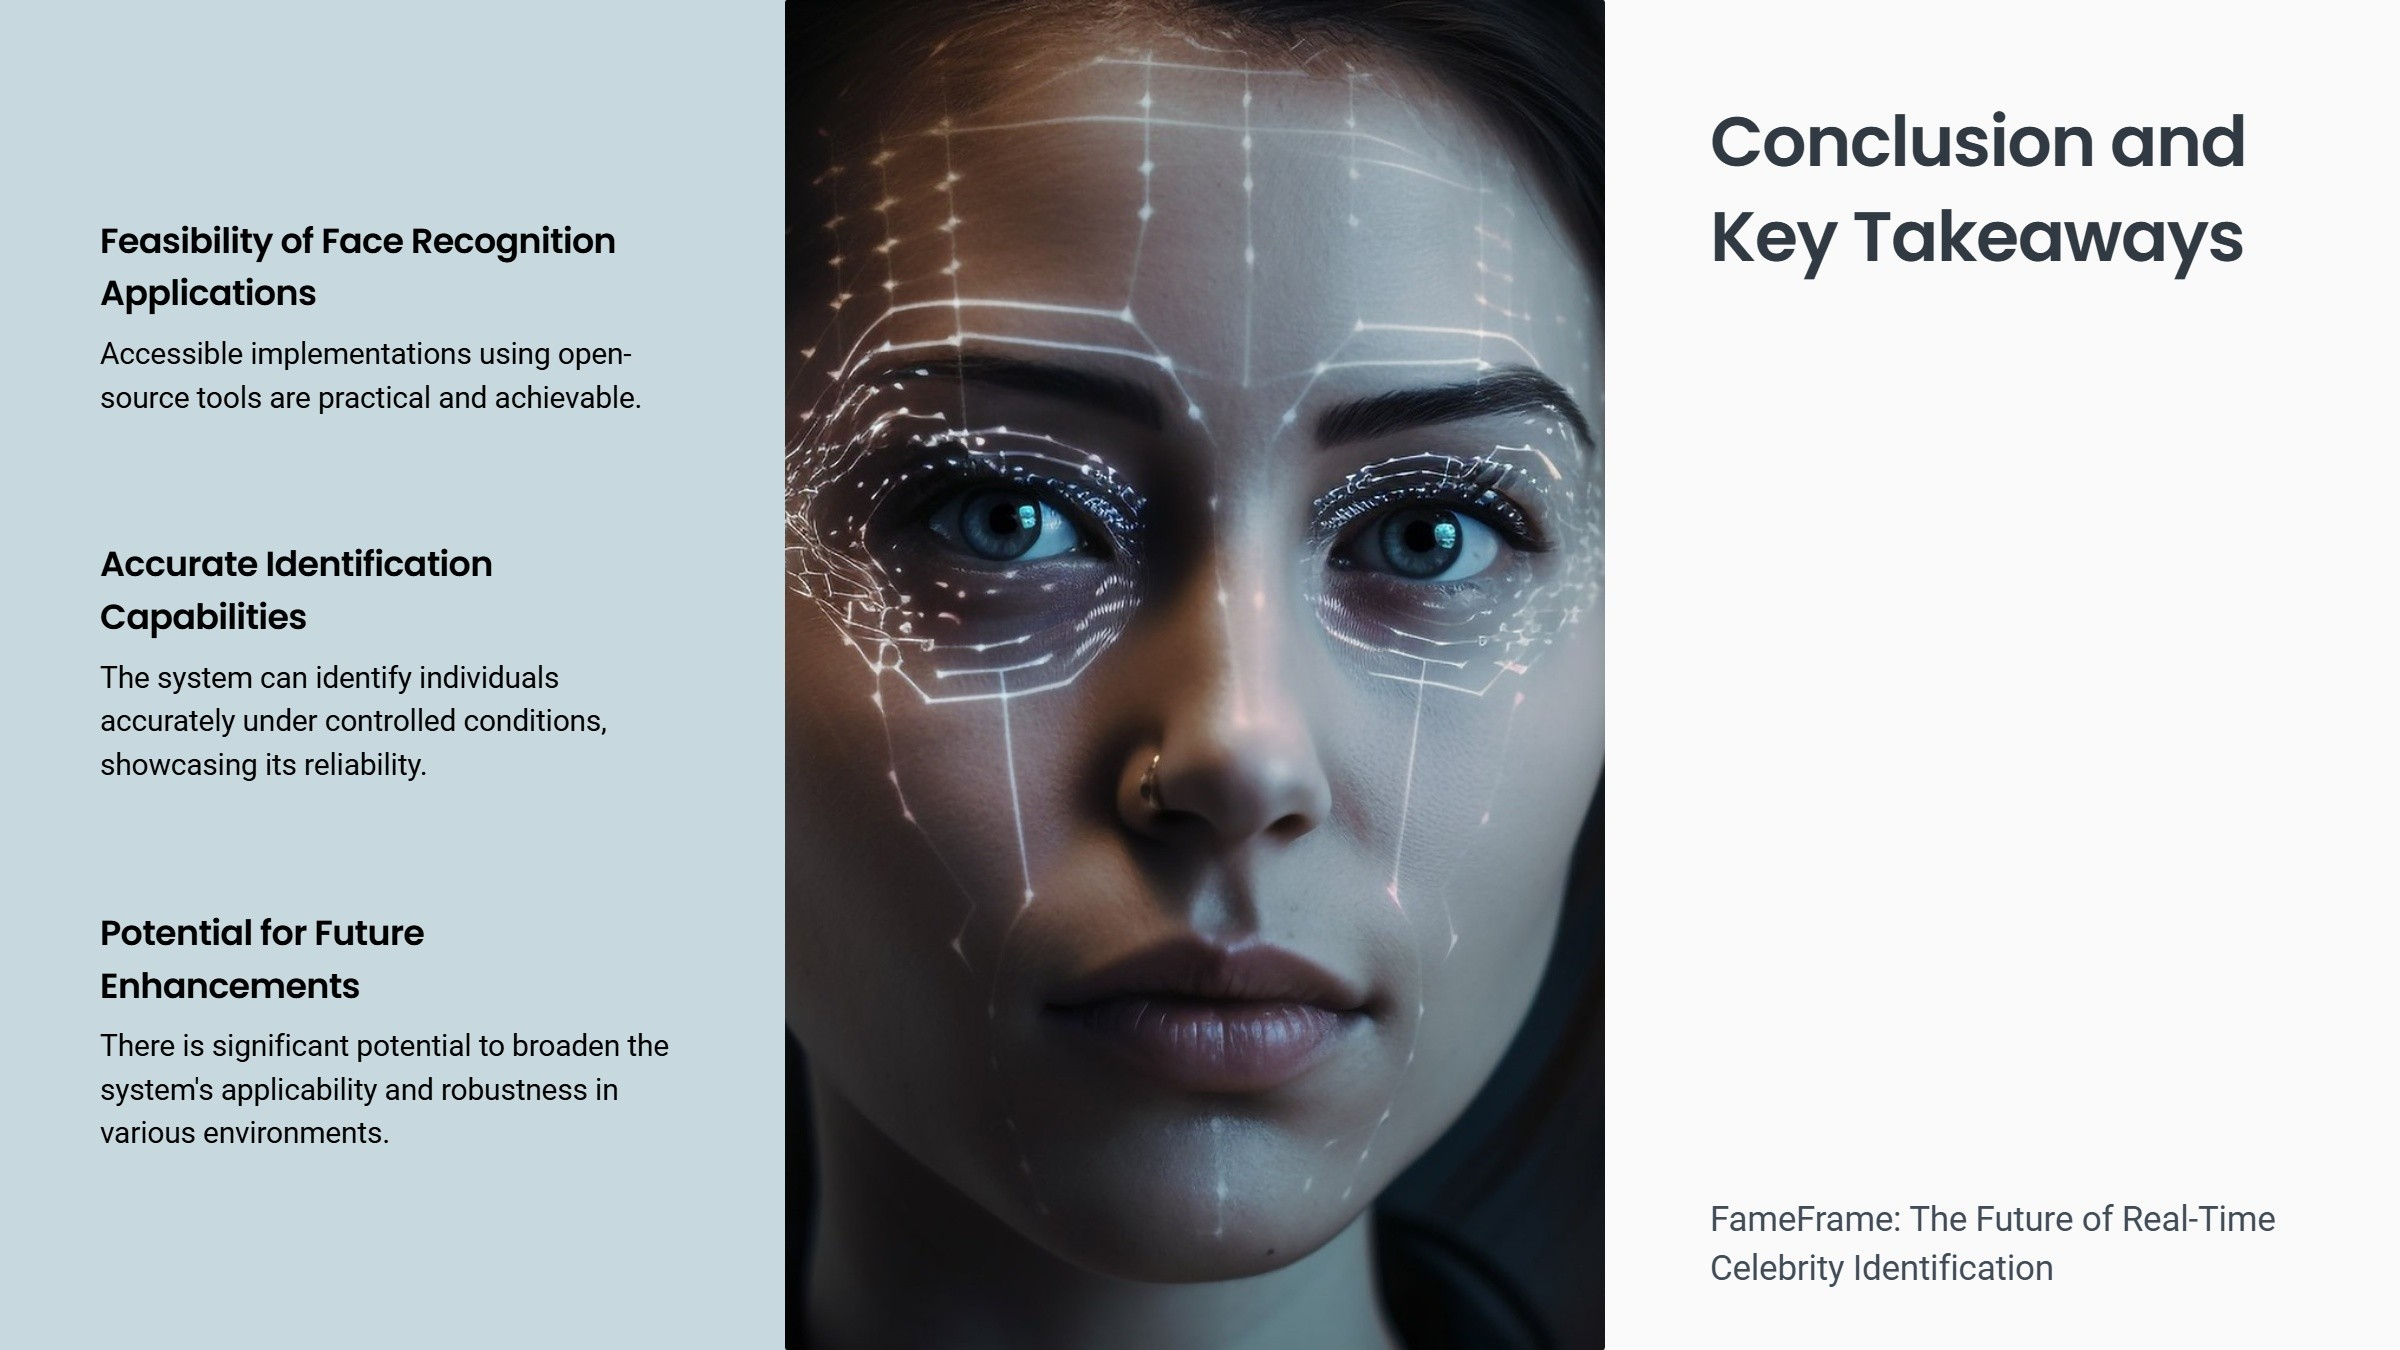 Conclusion and
Key Takeaways
Feasibility of Face Recognition
Applications
Accessible implementations using open-
source tools are practical and achievable.
Accurate Identification
Capabilities
The system can identify individuals
accurately under controlled conditions,
showcasing its reliability.
Potential for Future
Enhancements
There is significant potential to broaden the
system's applicability and robustness in
various environments.
FameFrame: The Future of Real-Time
Celebrity Identification